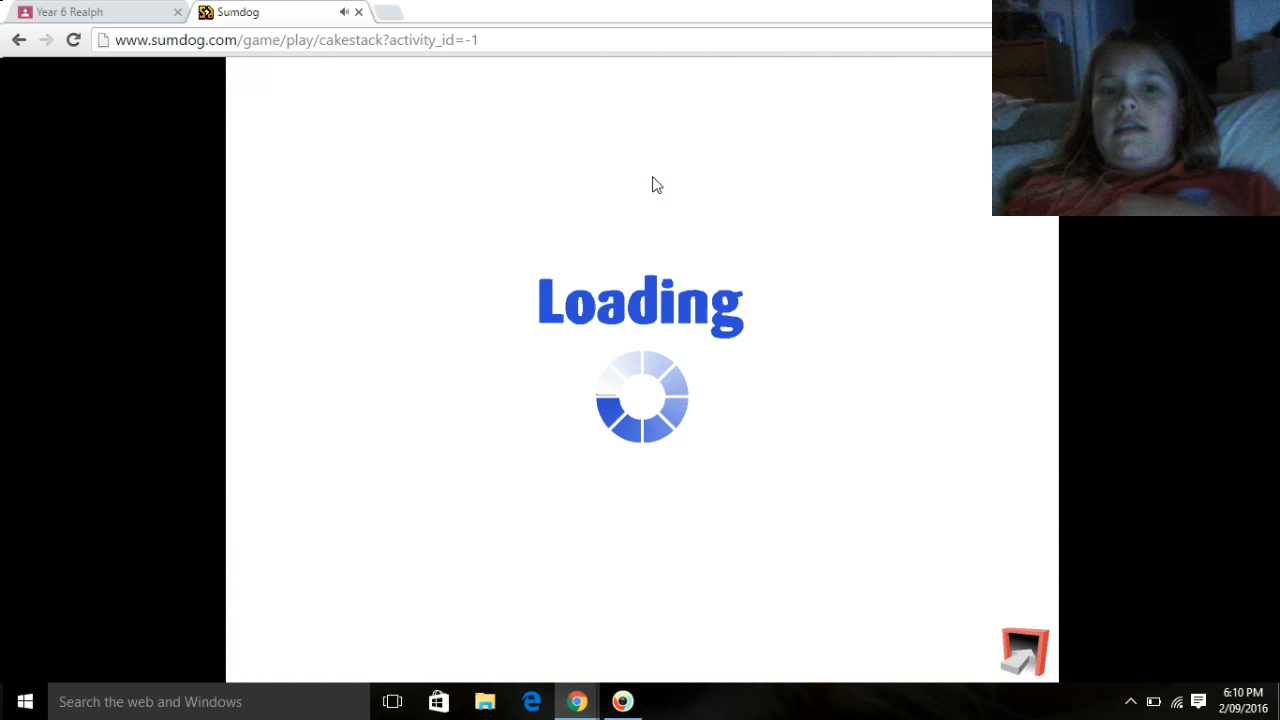 Year 6 Realph
Sumdog
www.sumdog.com/game/play/cakestack?activity_id=-1
Loading
Search the web and Windows
6:10 PM
2/09/2016